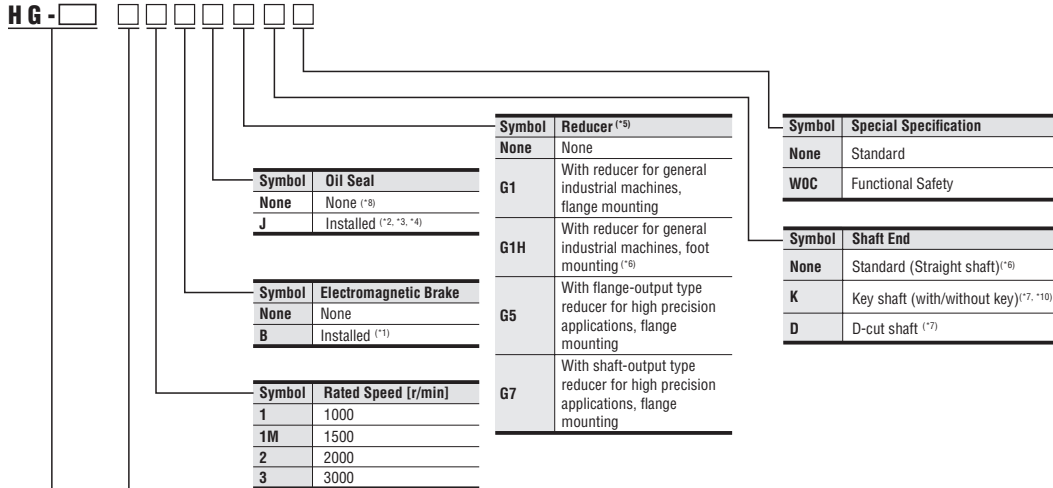 HG-
Symbol Reducer (*5)
None None
G1 With reducer for general
industrial machines,
flange mounting
G1H With reducer for general
industrial machines, foot
mounting (*6)
G5 With flange-output type
reducer for high precision
applications, flange
mounting
G7 With shaft-output type
reducer for high precision
applications, flange
mounting
Symbol Special Specification
None Standard
W0C Functional Safety
Symbol Oil Seal
None None (*8)
J Installed (*2, *3, *4)
Symbol Shaft End
None Standard (Straight shaft)(*6)
K Key shaft (with/without key)(*7, *10)
D D-cut shaft (*7)
Symbol Electromagnetic Brake
None None
B Installed (*1)
Symbol Rated Speed [r/min]
1 1000
1M 1500
2 2000
3 3000